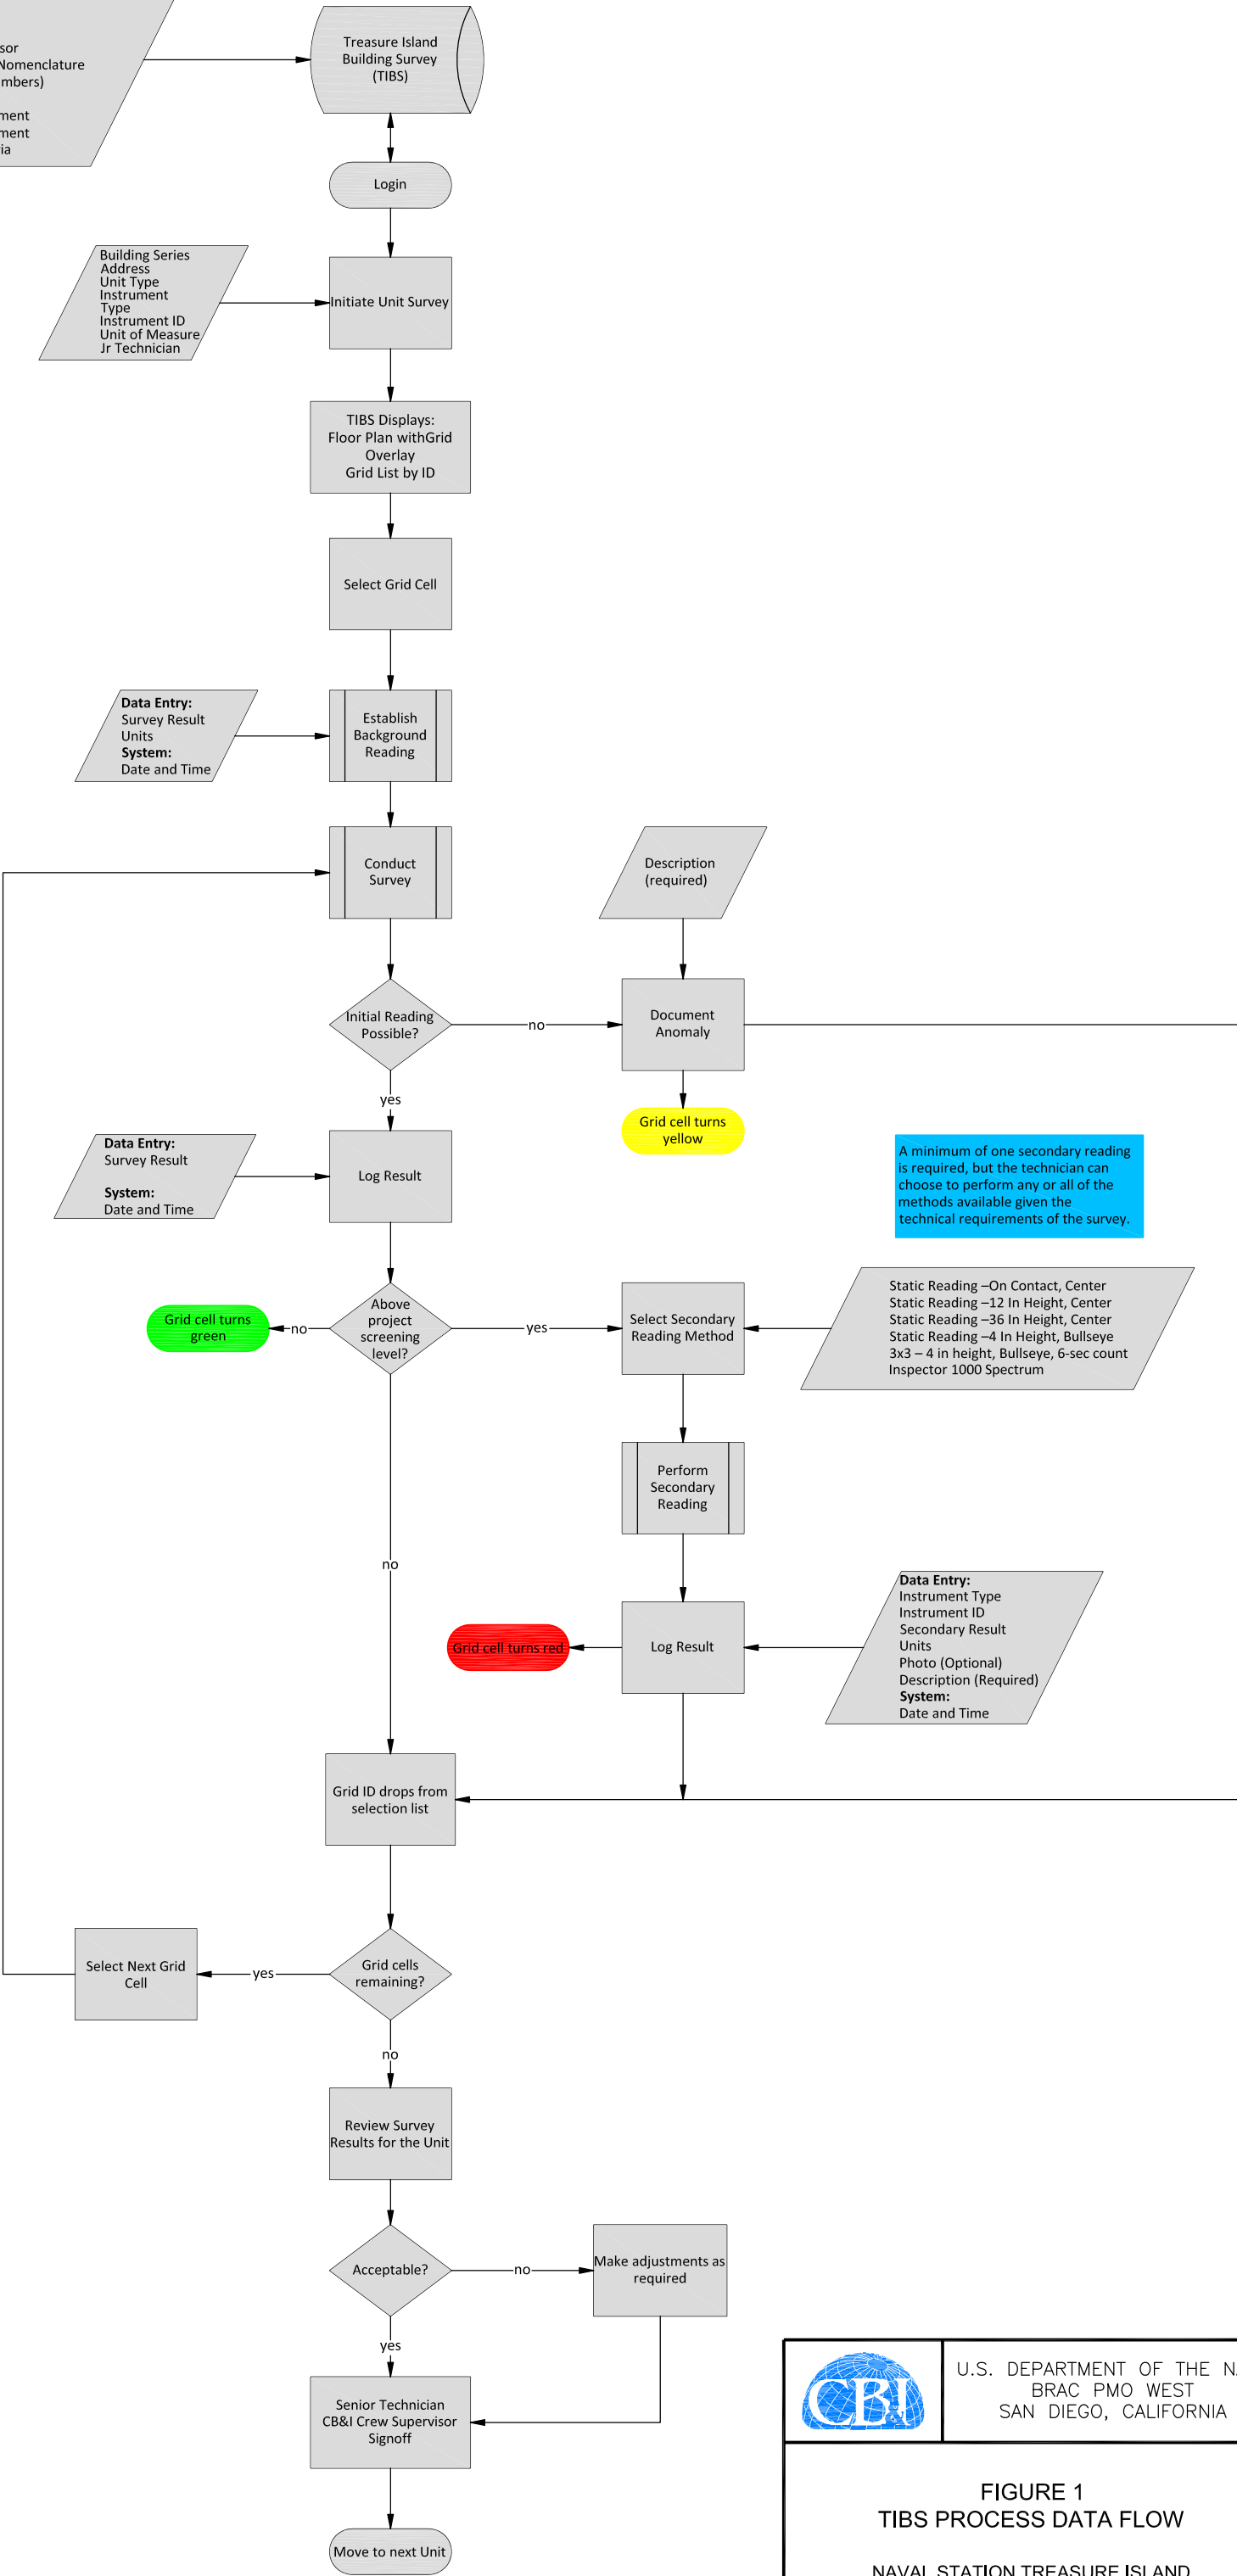 Treasure Island
Building Survey
(TIBS)
Nomenclature
Login
Building Series
Address
Unit Type
Instrument
Type
Instrument ID
Unit of Measure
Jr Technician
Initiate Unit Survey
TIBS Displays:
Floor Plan withGrid
Overlay
Grid List by ID
Select Grid Cell
Data Entry:
Survey Result
Units
System:
Date and Time
Establish
Background
Reading
Conduct
Survey
Description
(required)
Initial Reading
Possible?
no
Document
Anomaly
yes
Grid cell turns
yellow
Data Entry:
Survey Result
System:
Date and Time
Log Result
A minimum of one secondary reading
is required, but the technician can
choose to perform any or all of the
methods available given the
technical requirements of the survey.
Grid cell turns
green
no
Above
project
screening
level?
yes
Select Secondary
Reading Method
Static Reading –On Contact, Center
Static Reading –12 In Height, Center
Static Reading –36 In Height, Center
Static Reading –4 In Height, Bullseye
3x3 – 4 in height, Bullseye, 6-sec count
Inspector 1000 Spectrum
Perform
Secondary
Reading
no
Grid cell turns red
Log Result
Data Entry:
Instrument Type
Instrument ID
Secondary Result
Units
Photo (Optional)
Description (Required)
System:
Date and Time
Grid ID drops from
selection list
Select Next Grid
Cell
yes
Grid cells
remaining?
no
Review Survey
Results for the Unit
Acceptable?
no
Make adjustments as
required
yes
Senior Technician
CB&I Crew Supervisor
Signoff
Move to next Unit
CB&I
U.S. DEPARTMENT OF THE
BRAC PMO WEST
SAN DIEGO, CALIFORNIA
FIGURE 1
TIBS PROCESS DATA FLOW
NAVAL STATION TREASURE ISLAND